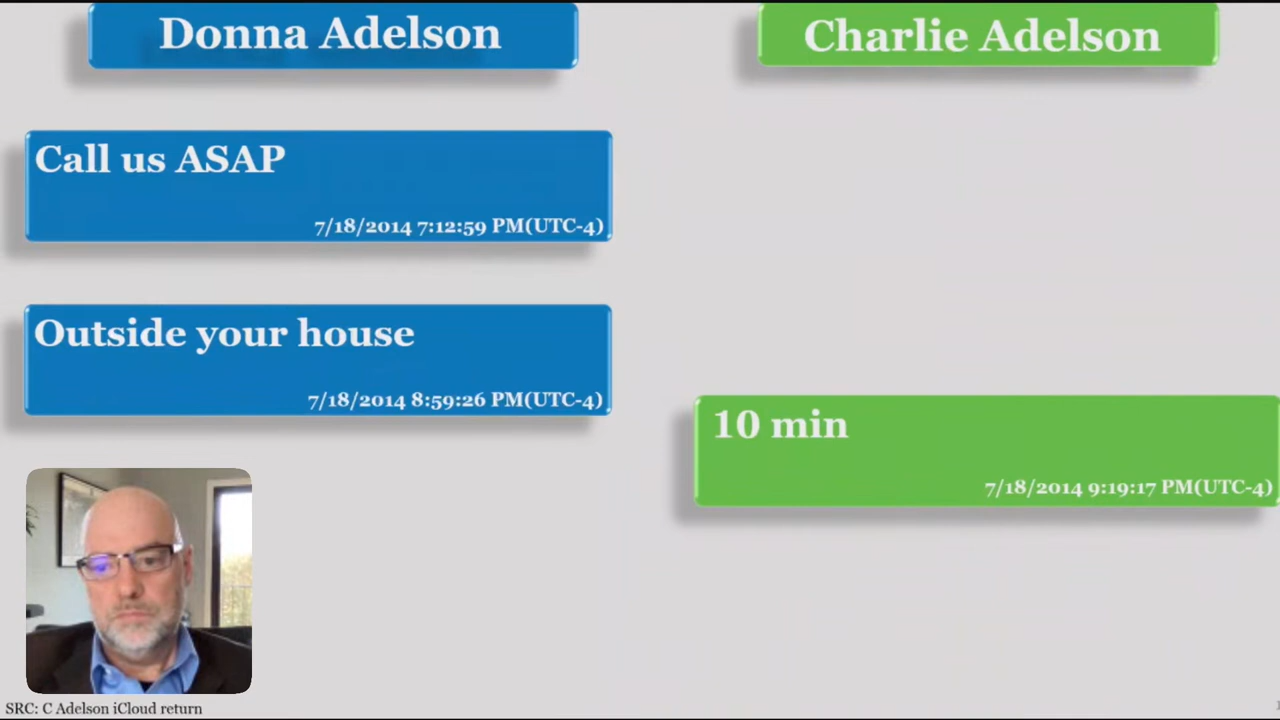 Donna Adelson
Charlie Adelson
Call us ASAP
7/18/2014 7:12:59 PM(UTC-4)
Outside your house
7/18/2014 8:59:26 PM(UTC-4)
10 min
7/18/2014 9:19:17 PM(UTC-4)
SRC: C Adelson iCloud return